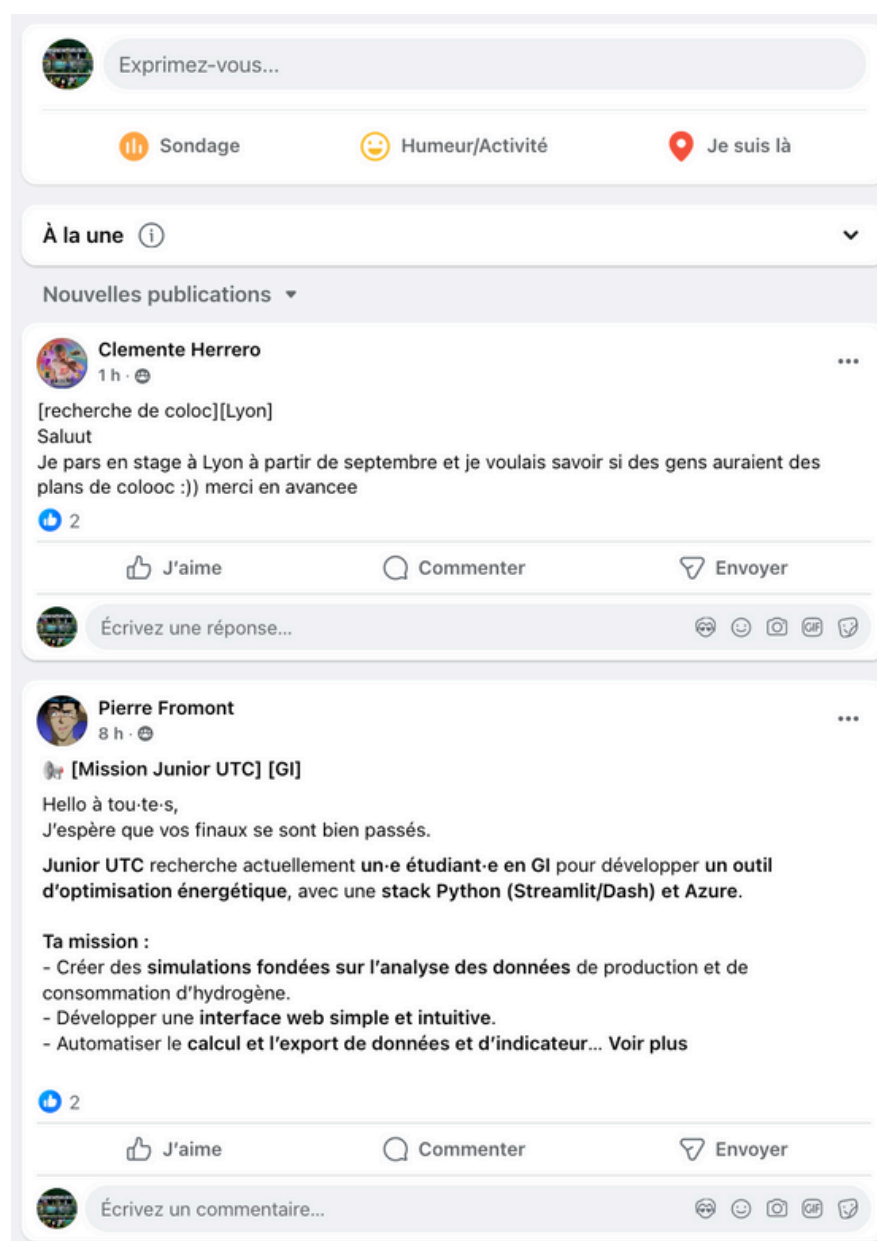 Exprimez-vous...
Sondage
Humeur/Activité
Je suis là
À la une
Nouvelles publications
Clemente Herrero
1 h ·
[recherche de coloc][Lyon]
Saluut
Je pars en stage à Lyon à partir de septembre et je voulais savoir si des gens auraient des
plans de colooc :)) merci en avancee
2
J'aime
Commenter
Envoyer
Écrivez une réponse...
GIF
Pierre Fromont
8 h ·
[Mission Junior UTC] [GI]
Hello à tou·te·s,
J'espère que vos finaux se sont bien passés.
Junior UTC recherche actuellement un·e étudiant·e en GI pour développer un outil
d'optimisation énergétique, avec une stack Python (Streamlit/Dash) et Azure.
Ta mission :
- Créer des simulations fondées sur l'analyse des données de production et de
consommation d'hydrogène.
- Développer une interface web simple et intuitive.
- Automatiser le calcul et l'export de données et d'indicateur... Voir plus
2
J'aime
Commenter
Envoyer
Écrivez un commentaire...
GIF